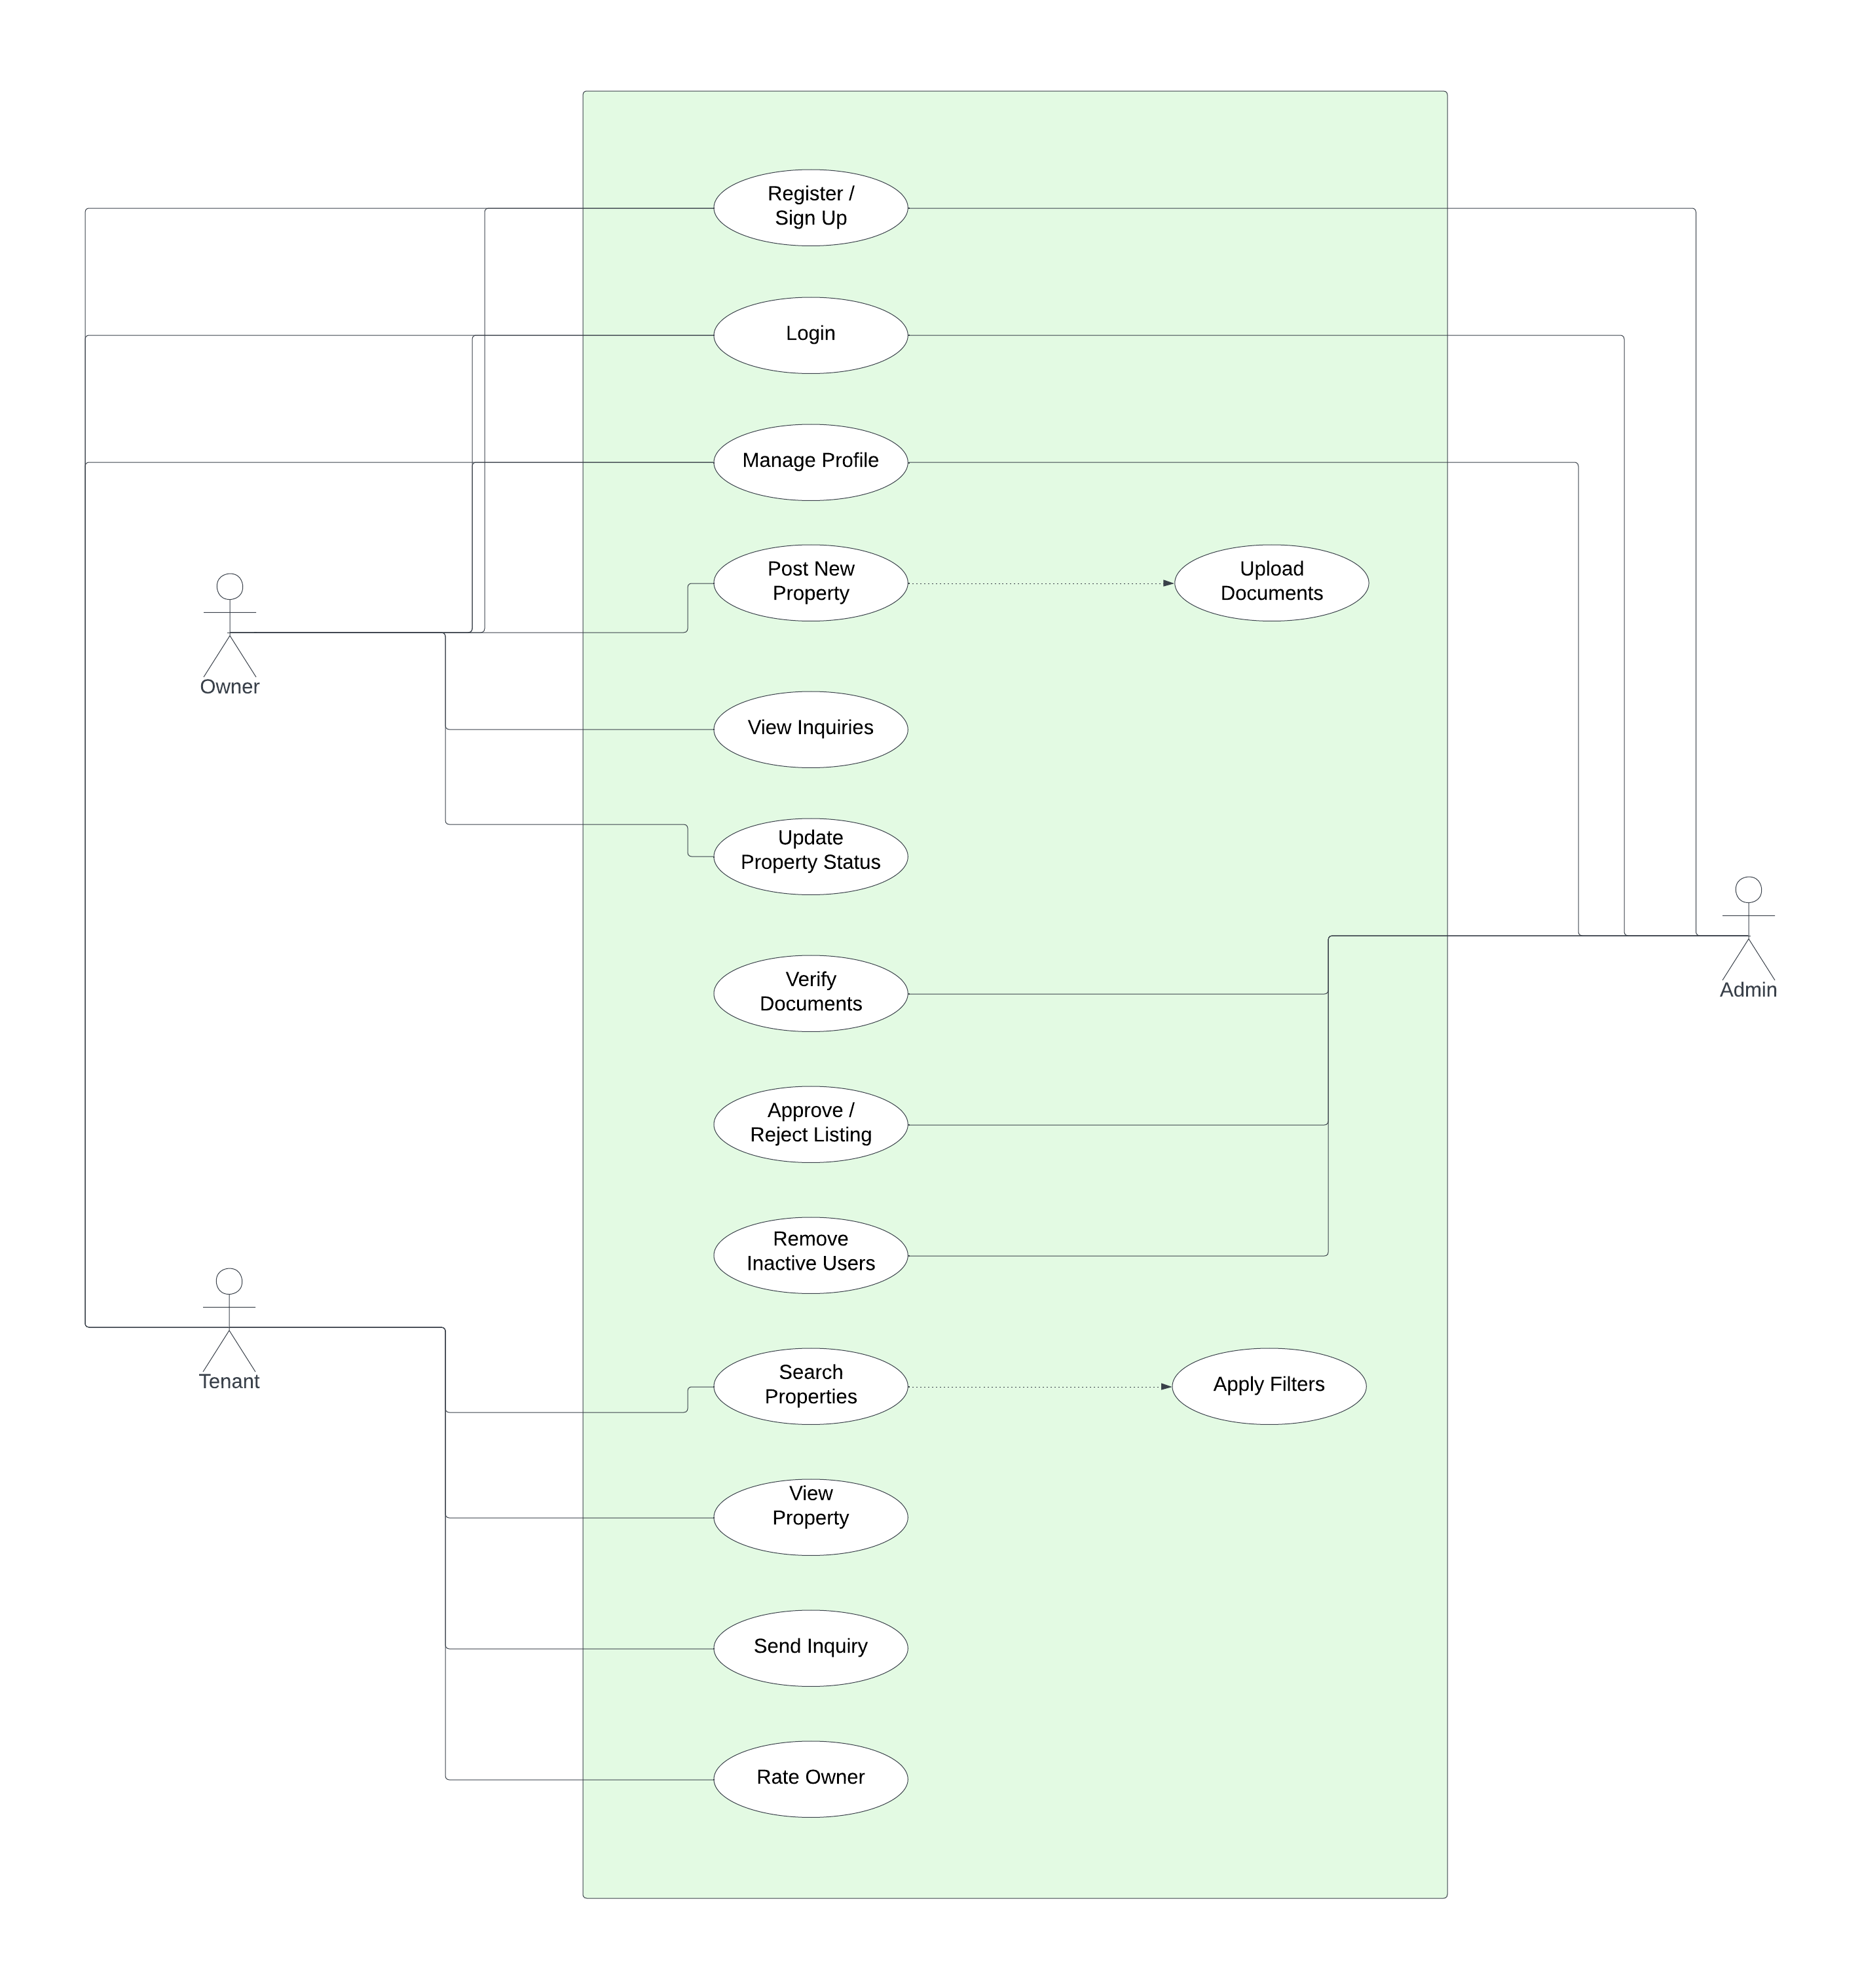 Register /
Sign Up
Login
Manage Profile
Post New
Property
Upload
Documents
Owner
View Inquiries
Update
Property Status
Verify
Documents
Admin
Approve /
Reject Listing
Remove
Inactive Users
Tenant
Search
Properties
Apply Filters
View
Property
Send Inquiry
Rate Owner